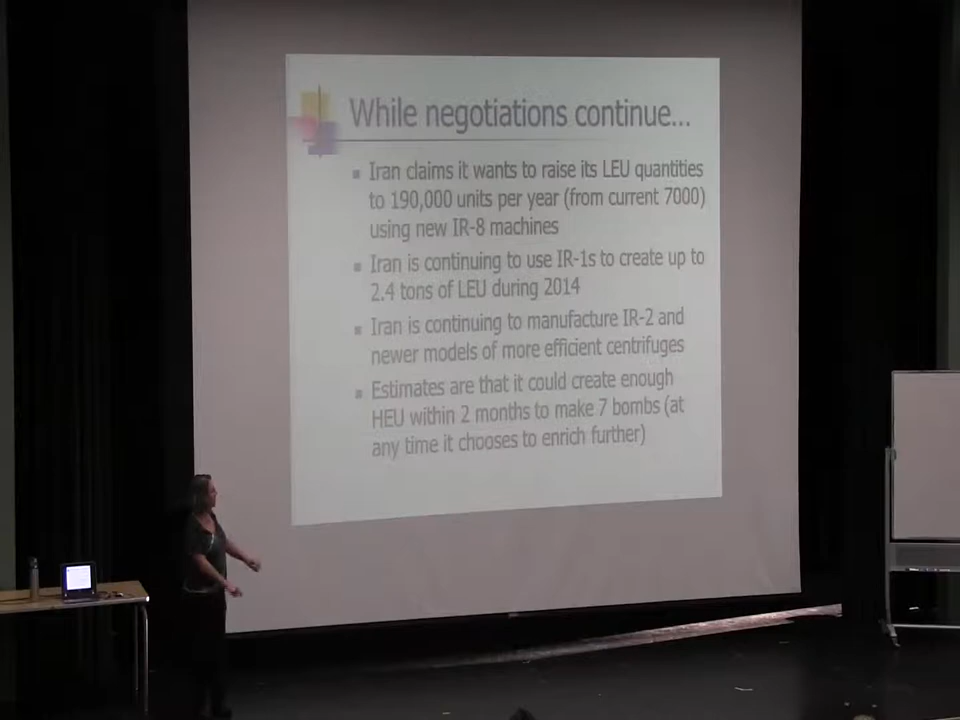 While negotiations continue...
Iran claims it wants to raise its LEU quantities
to 190,000 units per year (from current 7000)
using new IR-8 machines
Iran is continuing to use IR-1s to create up to
2.4 tons of LEU during 2014
Iran is continuing to manufacture IR-2 and
newer models of more efficient centrifuges
Estimates are that it could create enough
HEU within 2 months to make 7 bombs (at
any time it chooses to enrich further)